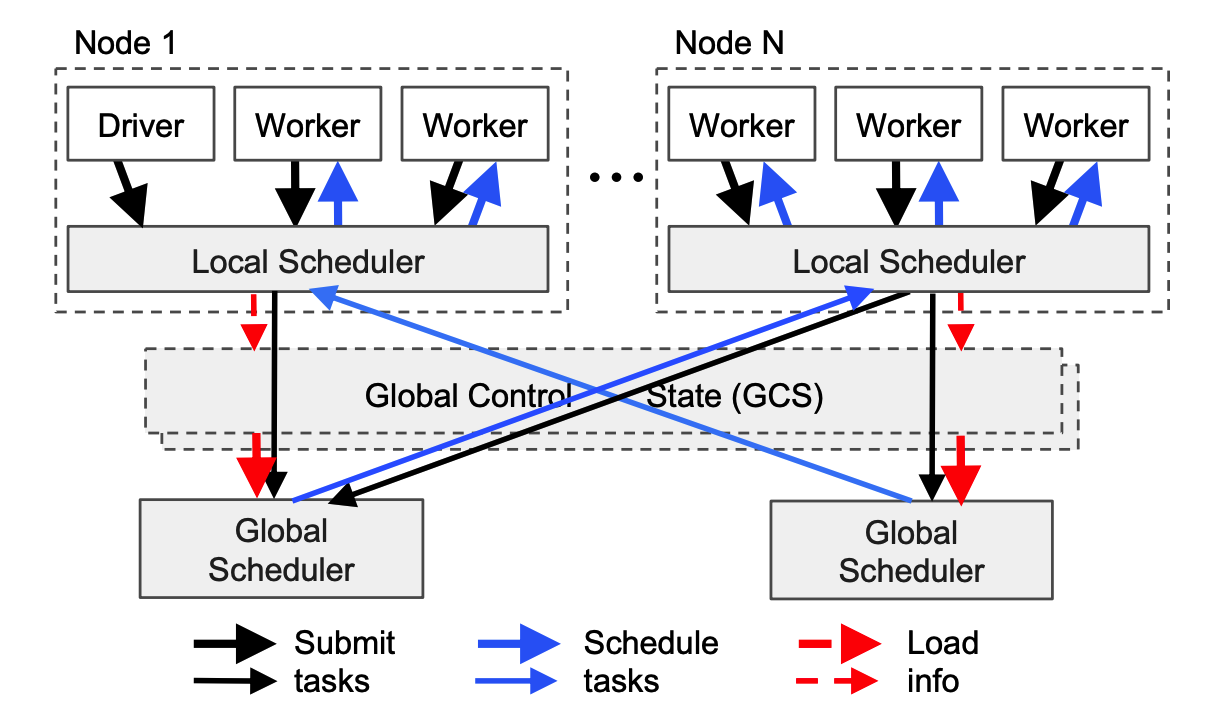 Node 1
Node N
Driver
Worker
Worker
...
Worker
Worker
Worker
Local Scheduler
Local Scheduler
Global Control State (GCS)
Global
Scheduler
Global
Scheduler
Submit
tasks
Schedule
tasks
Load
info